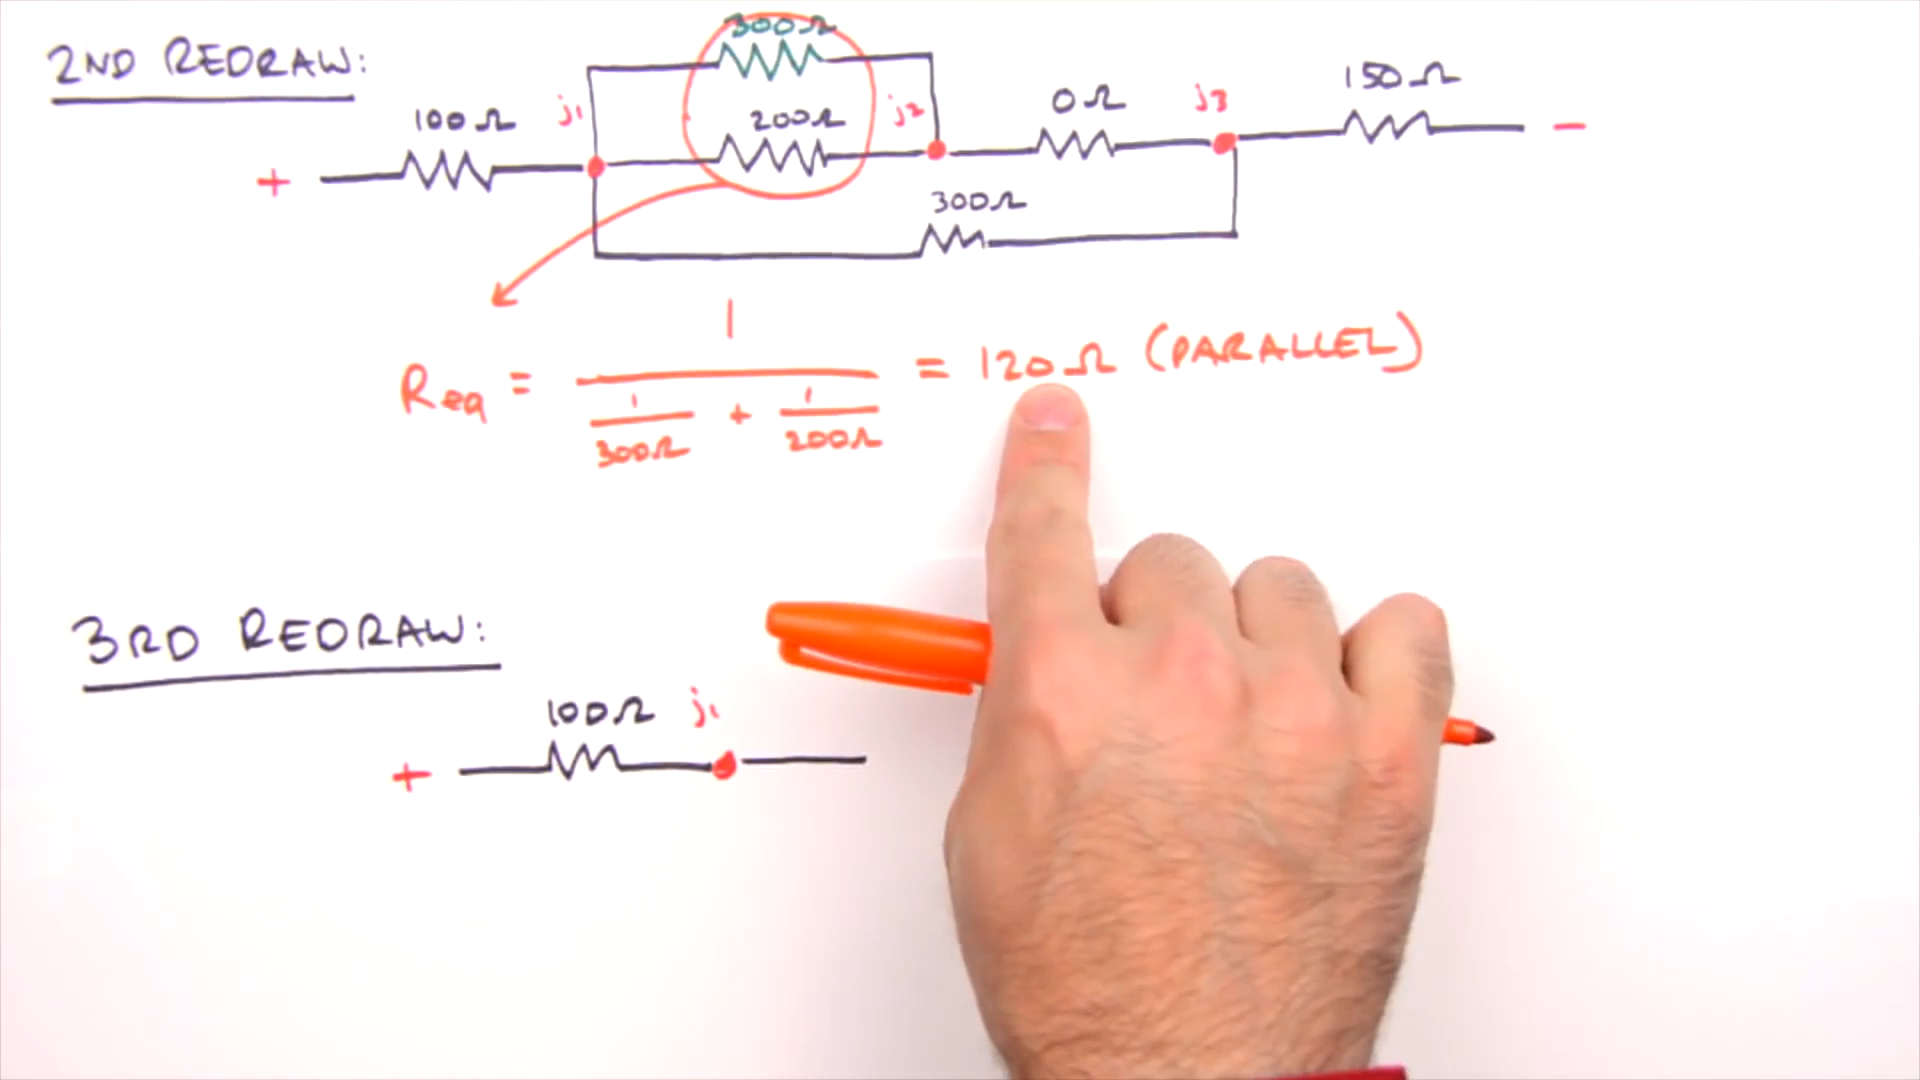 2ND REDRAW:
300Ω
150Ω
100Ω j1 200Ω j2 0Ω j3
+ -
300Ω
Req = 1 / (1/300Ω + 1/200Ω) = 120Ω (PARALLEL)
3RD REDRAW:
100Ω j1
+